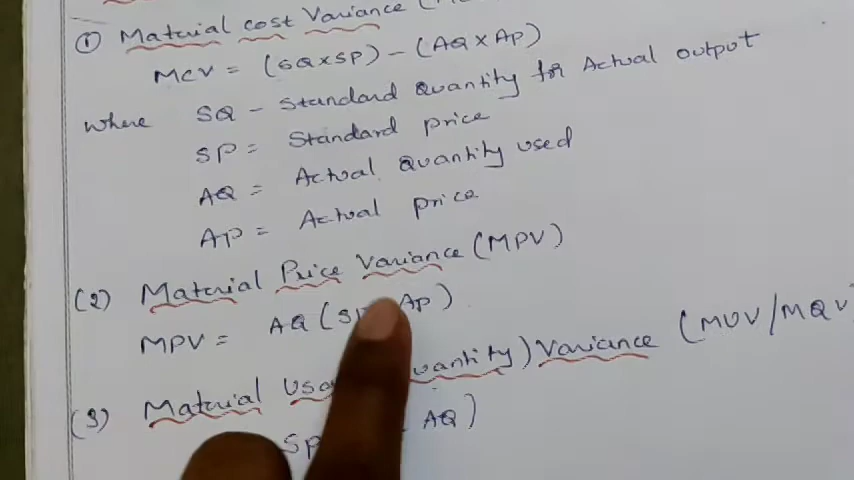 ① Material cost Variance (
MCV = (SQ x SP) - (AQ x AP)
where SQ - Standard Quantity for Actual output
SP = Standard price
AQ = Actual Quantity used
AP = Actual price
(2) Material Price Variance (MPV)
MPV = AQ (SP AP)
(3) Material Usa uantity) Variance (MUV/MQV
SP AQ)